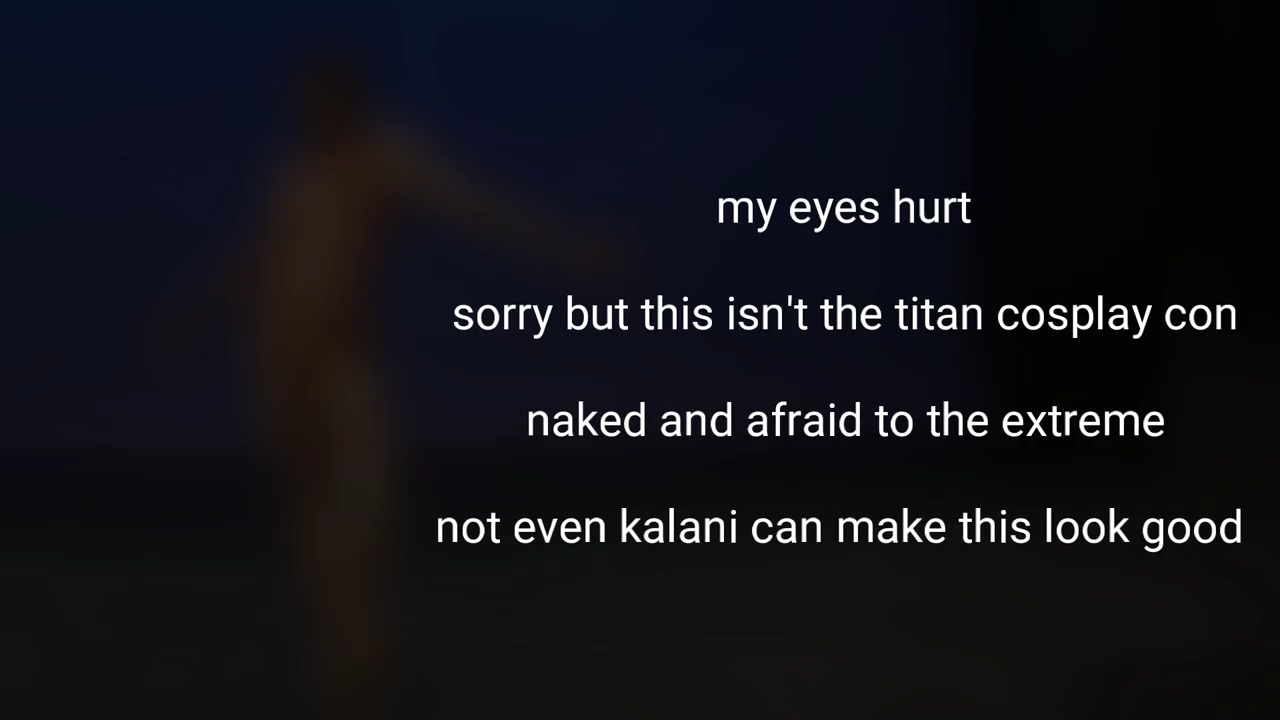 my eyes hurt
sorry but this isn't the titan cosplay con
naked and afraid to the extreme
not even kalani can make this look good